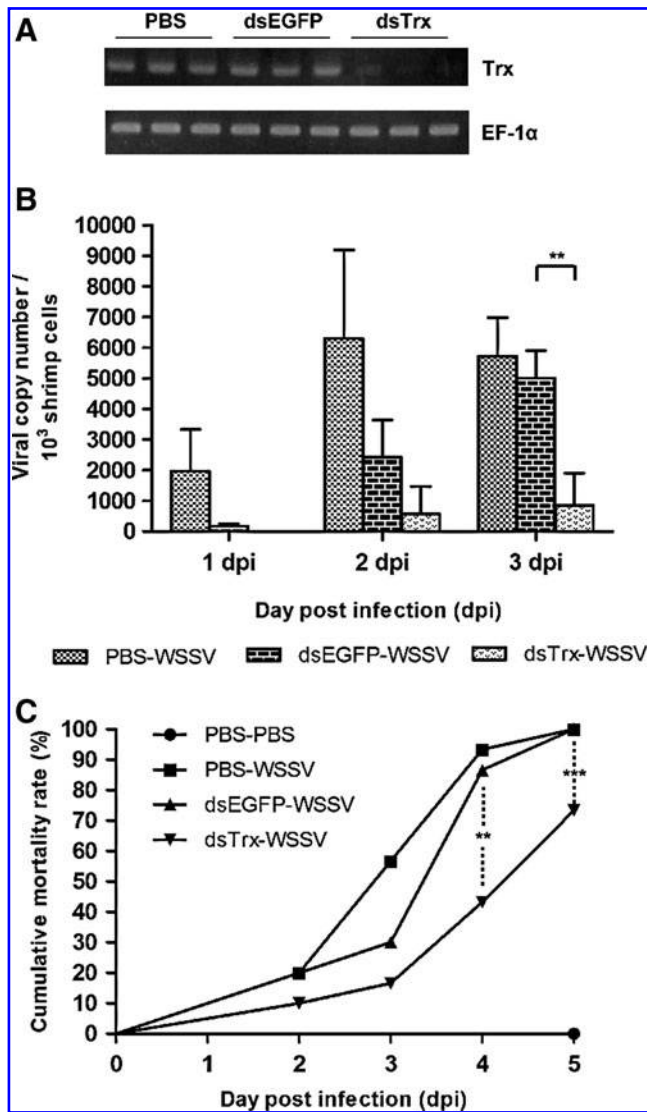 A
PBS dsEGFP dsTrx
Trx
EF-1α
B
Viral copy number /
10³ shrimp cells
10000
9000
8000
7000
6000
5000
4000
3000
2000
1000
0
**
1 dpi 2 dpi 3 dpi
Day post infection (dpi)
PBS-WSSV dsEGFP-WSSV dsTrx-WSSV
C
Cumulative mortality rate (%)
100
90
80
70
60
50
40
30
20
10
0
PBS-PBS
PBS-WSSV
dsEGFP-WSSV
dsTrx-WSSV
**
***
0 1 2 3 4 5
Day post infection (dpi)